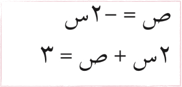 ص = −٢س
٢س + ص = ٣